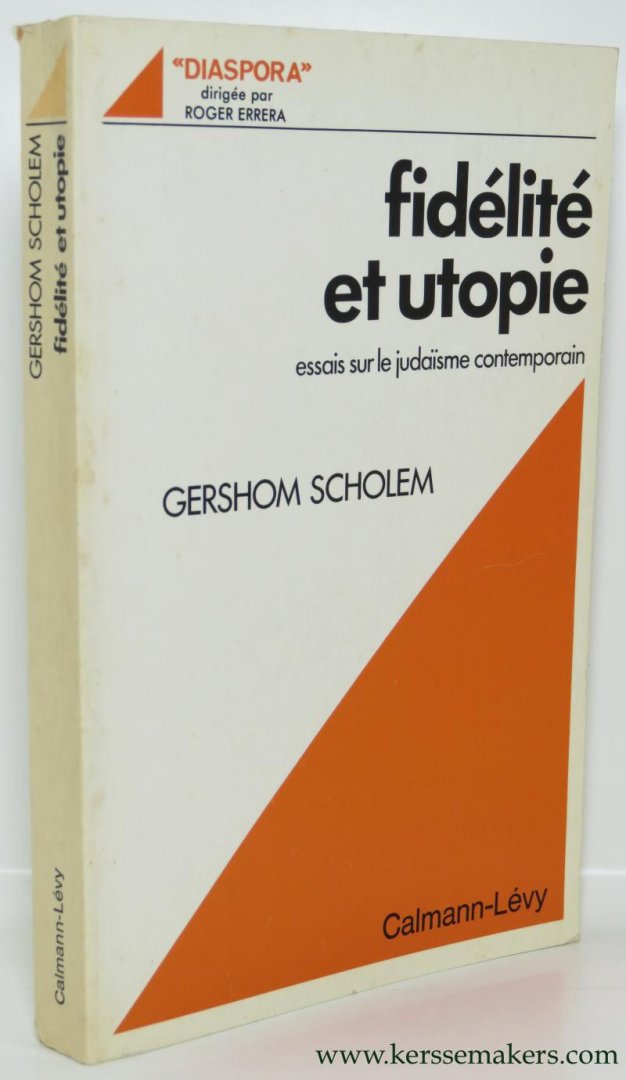 «DIASPORA»
dirigée par
ROGER ERRERA
fidélité
et utopie
essais sur le judaïsme contemporain
GERSHOM SCHOLEM
Calmann-Lévy
GERSHOM SCHOLEM
fidélité et utopie
Calmann-Lévy
www.kerssemakers.com